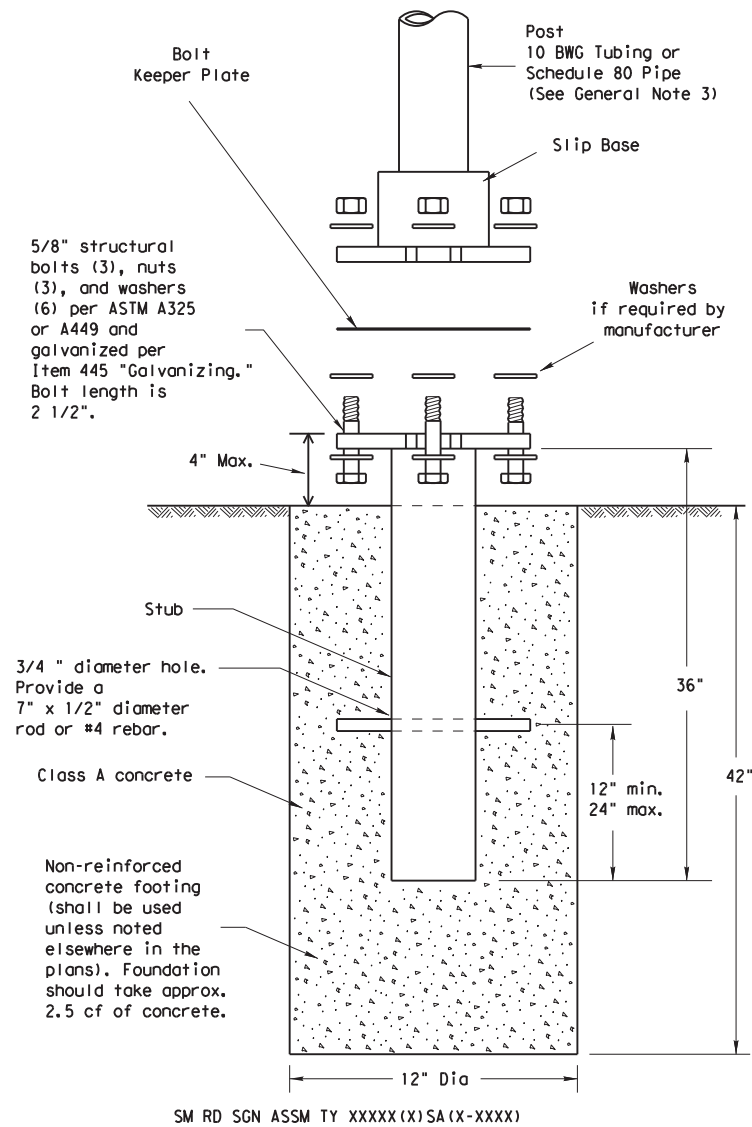 Post
10 BWG Tubing or
Schedule 80 Pipe
(See General Note 3)
Bolt
Keeper Plate
Slip Base
5/8" structural
bolts (3), nuts
(3), and washers
(6) per ASTM A325
or A449 and
galvanized per
Item 445 "Galvanizing."
Bolt length is
2 1/2".
Washers
if required by
manufacturer
4" Max.
Stub
3/4 " diameter hole.
Provide a
7" x 1/2" diameter
rod or #4 rebar.
36"
Class A concrete
42"
12" min.
24" max.
Non-reinforced
concrete footing
(shall be used
unless noted
elsewhere in the
plans). Foundation
should take approx.
2.5 cf of concrete.
12" Dia
SM RD SGN ASSM TY XXXXX(X)SA(X-XXXX)